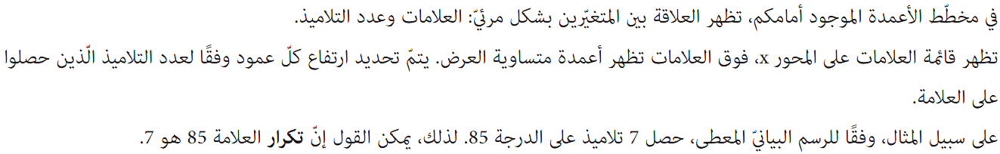 في مخطّط الأعمدة الموجود أمامكم، تظهر العلاقة بين المتغيّرين بشكل مرئيّ: العلامات وعدد التلاميذ.
تظهر قائمة العلامات على المحور x، فوق العلامات تظهر أعمدة متساوية العرض. يتمّ تحديد ارتفاع كلّ عمود وفقًا لعدد التلاميذ الّذين حصلوا
على العلامة.
على سبيل المثال، وفقًا للرسم البيانيّ المعطى، حصل 7 تلاميذ على الدرجة 85. لذلك، يمكن القول إنّ تكرار العلامة 85 هو 7.